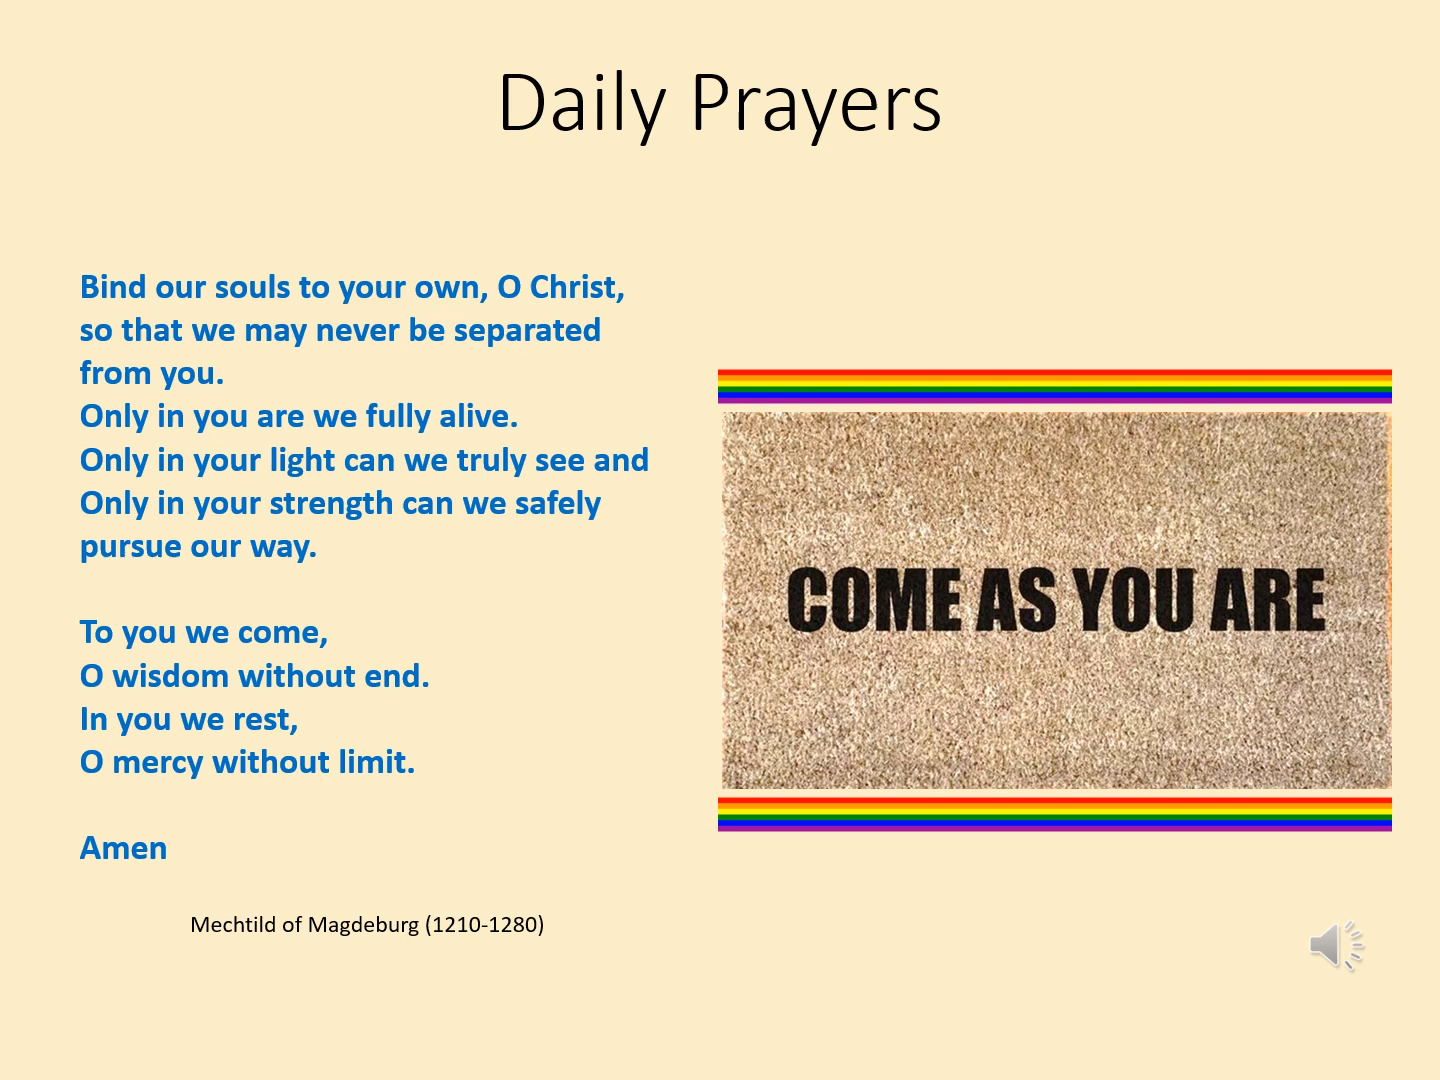 Daily Prayers
Bind our souls to your own, O Christ,
so that we may never be separated
from you.
Only in you are we fully alive.
Only in your light can we truly see and
Only in your strength can we safely
pursue our way.
To you we come,
O wisdom without end.
In you we rest,
O mercy without limit.
Amen
Mechtild of Magdeburg (1210-1280)
COME AS YOU ARE